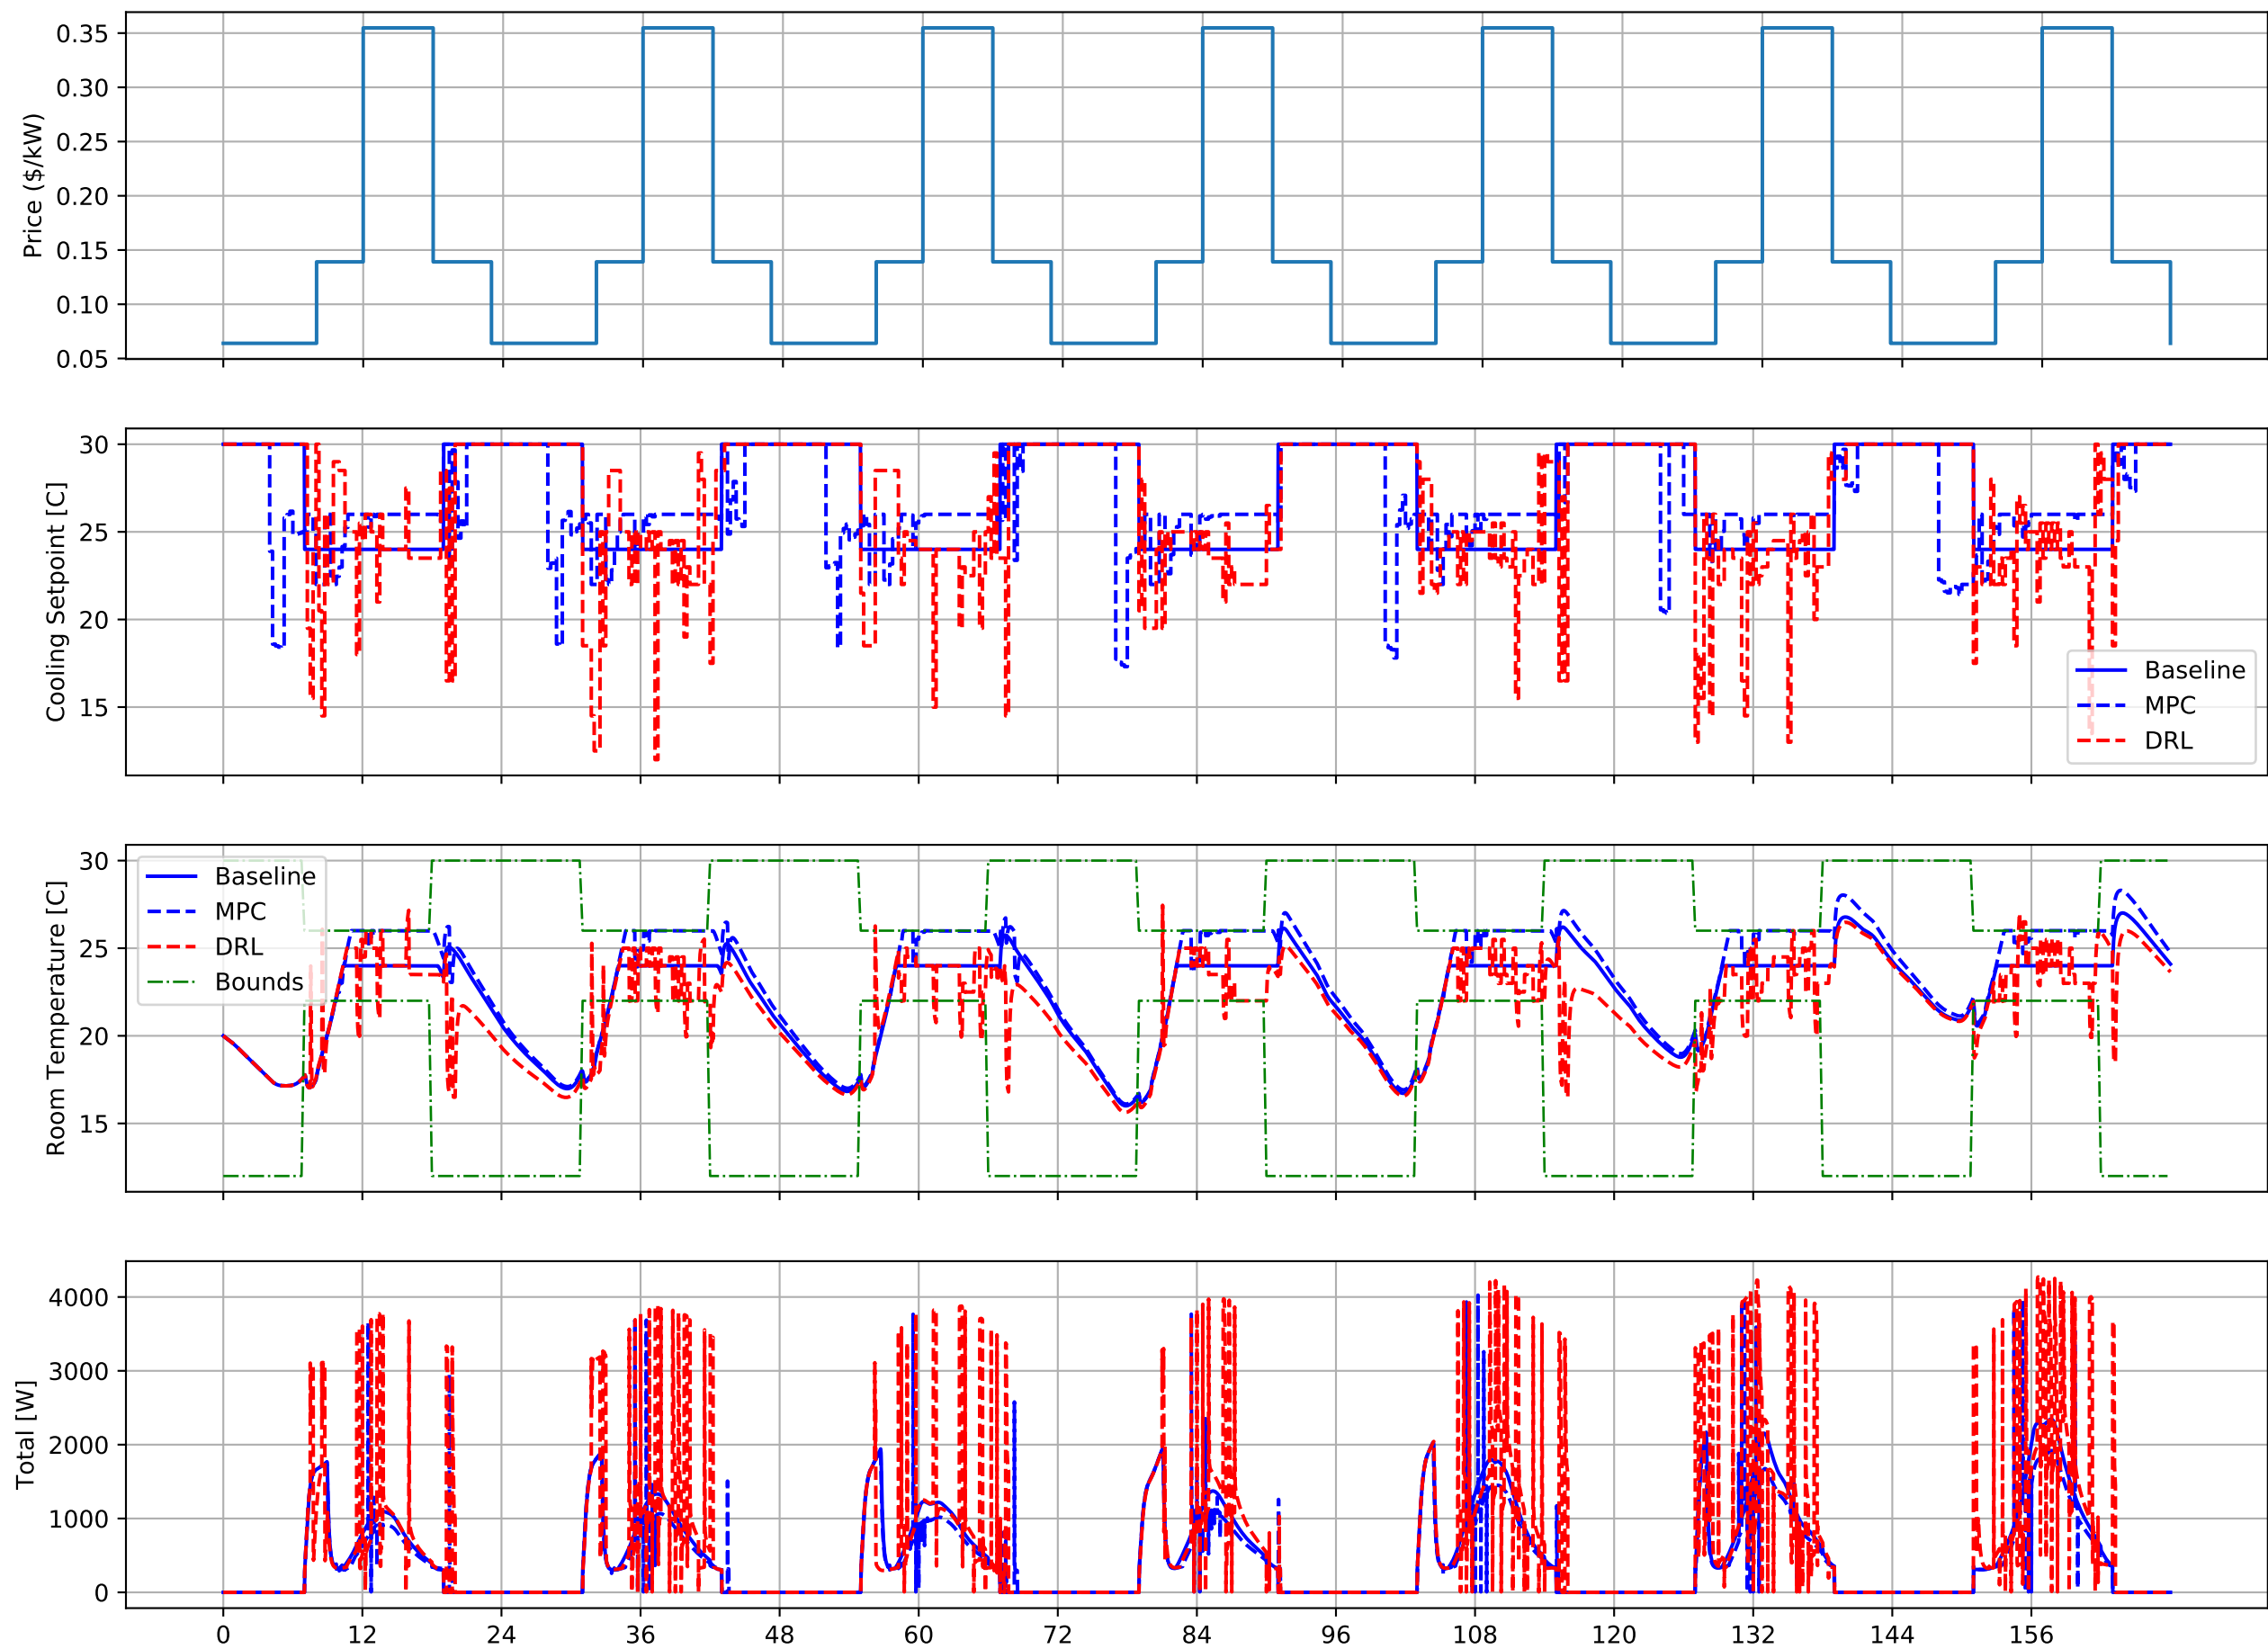 Price ($/kW)
0.35
0.30
0.25
0.20
0.15
0.10
0.05
Cooling Setpoint [C]
30
25
20
15
Baseline
MPC
DRL
Room Temperature [C]
30
25
20
15
Baseline
MPC
DRL
Bounds
Total [W]
4000
3000
2000
1000
0
0 12 24 36 48 60 72 84 96 108 120 132 144 156